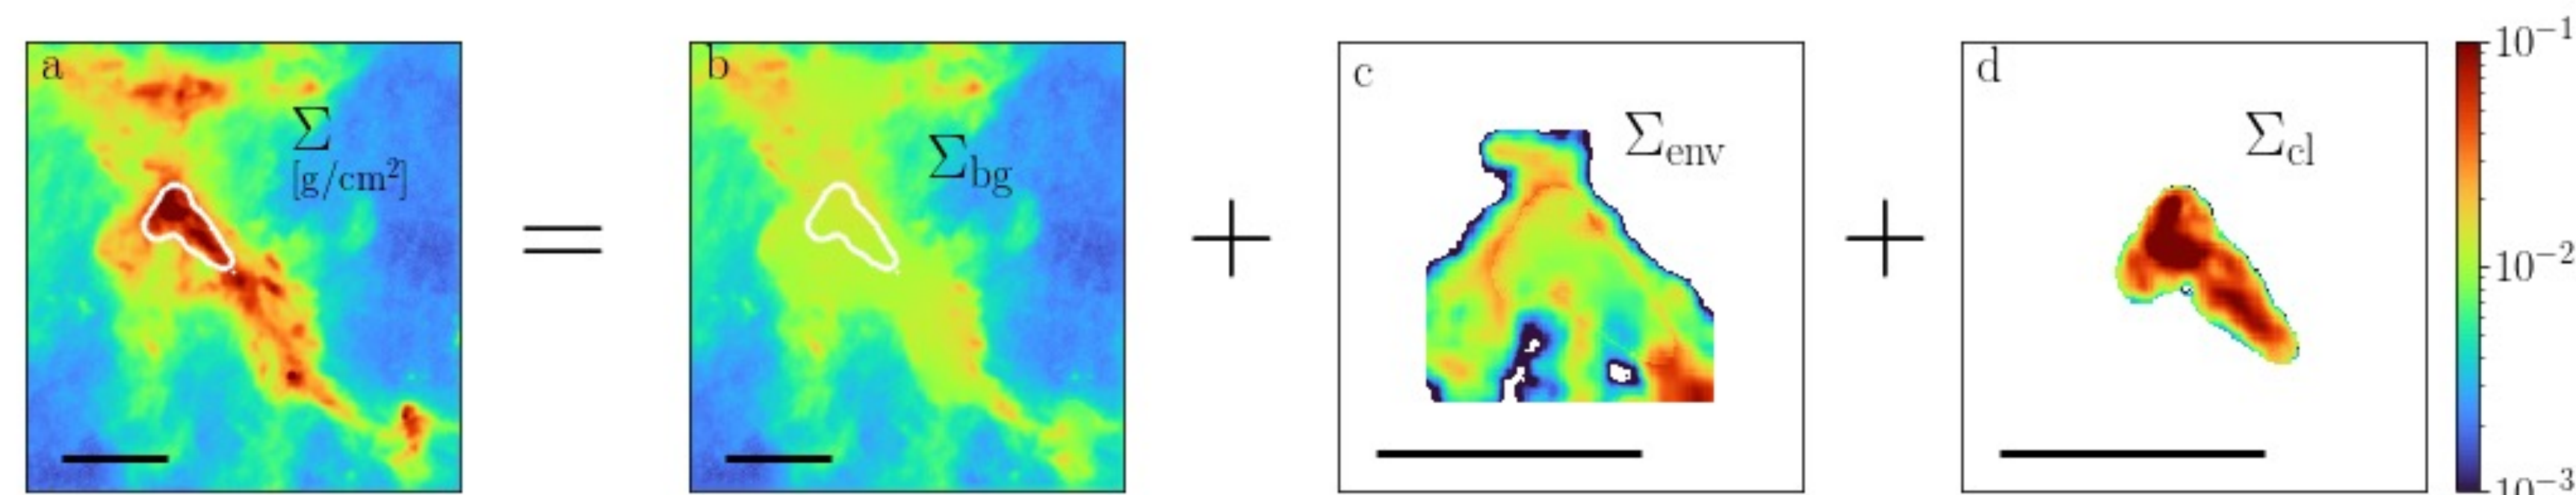 a
Σ
[g/cm²]
=
b
Σbg
+
c
Σenv
+
d
Σcl
10⁻¹
10⁻²
10⁻³